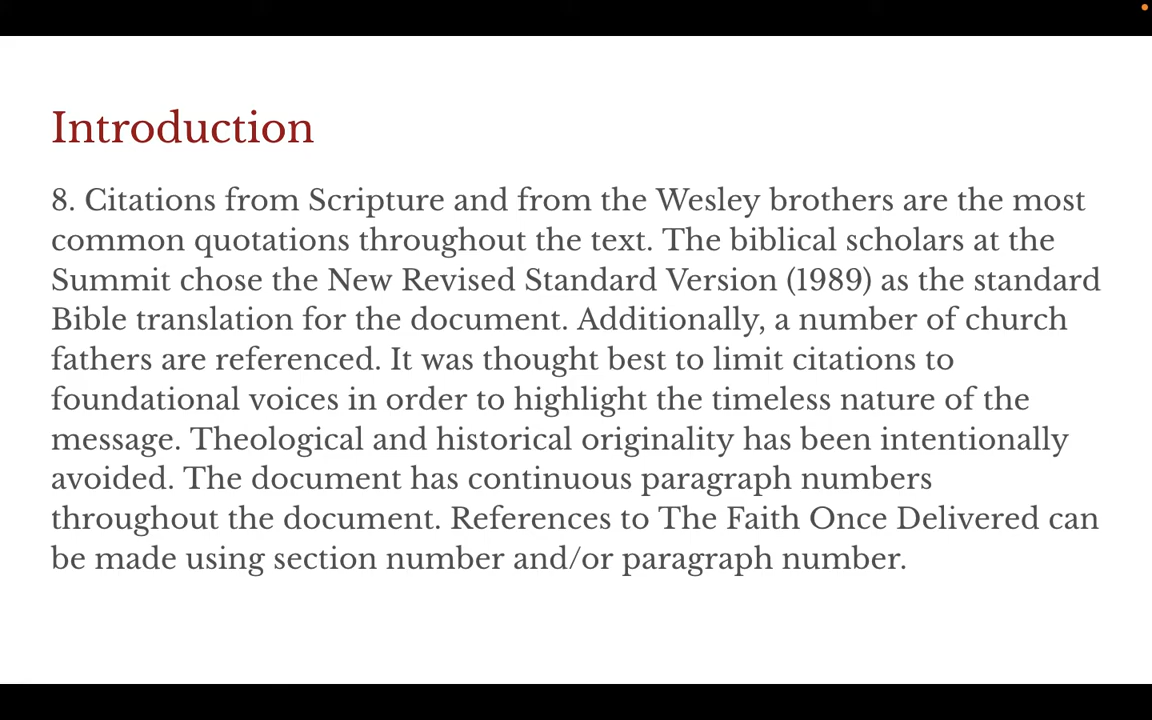 Introduction
8. Citations from Scripture and from the Wesley brothers are the most
common quotations throughout the text. The biblical scholars at the
Summit chose the New Revised Standard Version (1989) as the standard
Bible translation for the document. Additionally, a number of church
fathers are referenced. It was thought best to limit citations to
foundational voices in order to highlight the timeless nature of the
message. Theological and historical originality has been intentionally
avoided. The document has continuous paragraph numbers
throughout the document. References to The Faith Once Delivered can
be made using section number and/or paragraph number.